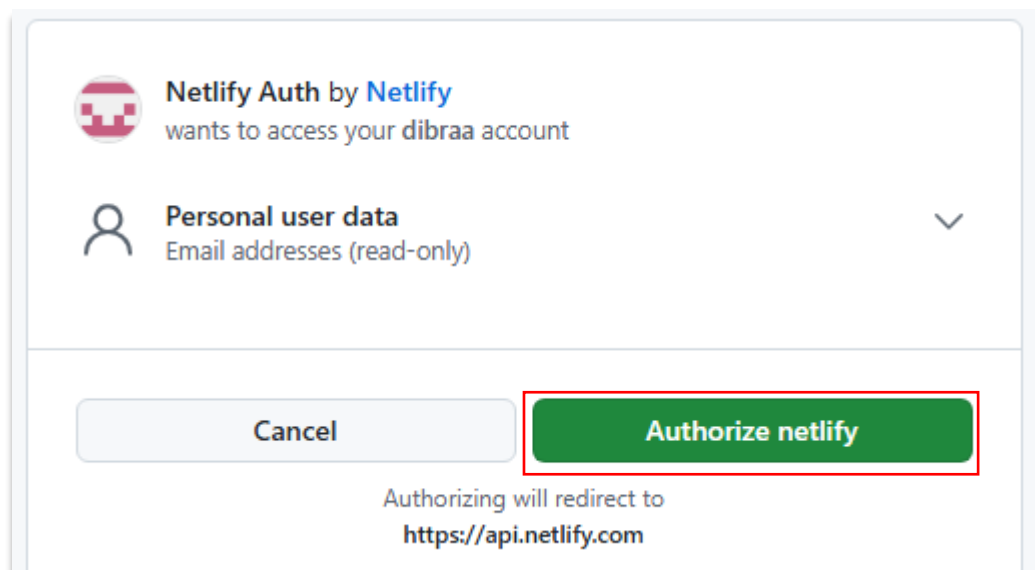 Netlify Auth by Netlify
wants to access your dibraa account
Personal user data
Email addresses (read-only)
Cancel
Authorize netlify
Authorizing will redirect to
https://api.netlify.com